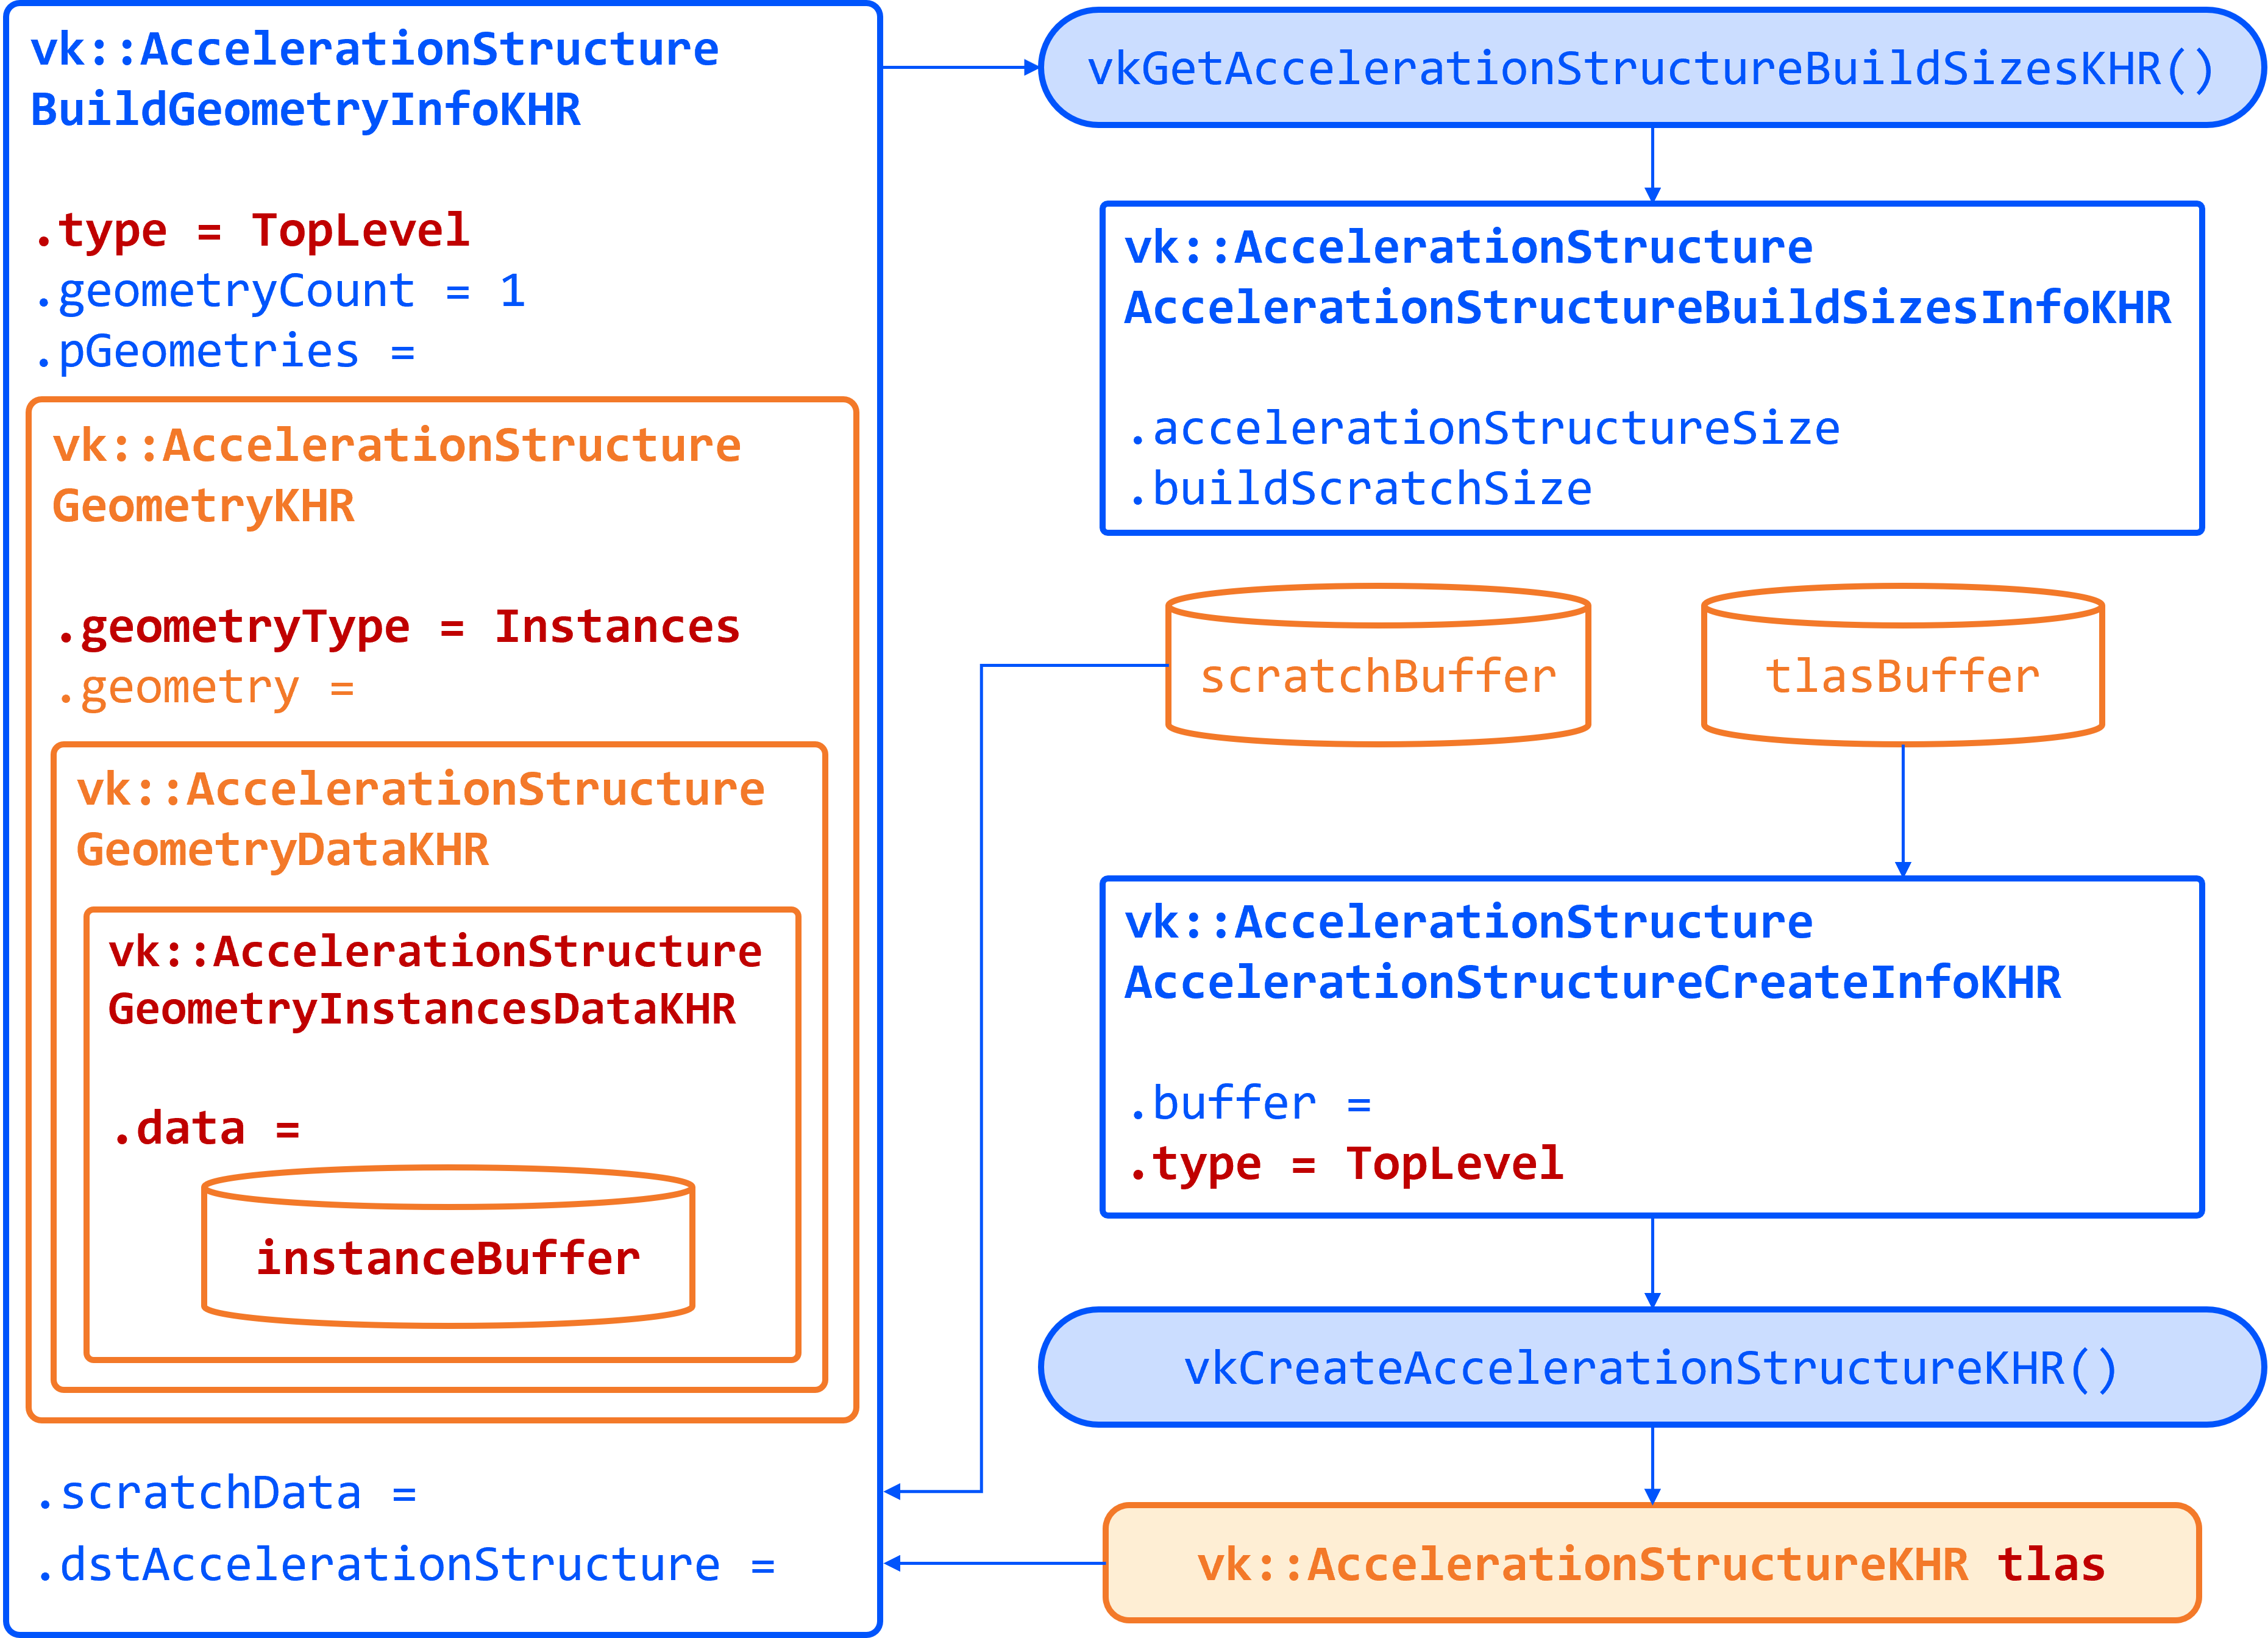 vk::AccelerationStructure
BuildGeometryInfoKHR
.type = TopLevel
.geometryCount = 1
.pGeometries =
vk::AccelerationStructure
GeometryKHR
.geometryType = Instances
.geometry =
vk::AccelerationStructure
GeometryDataKHR
vk::AccelerationStructure
GeometryInstancesDataKHR
.data =
instanceBuffer
.scratchData =
.dstAccelerationStructure =
vkGetAccelerationStructureBuildSizesKHR()
vk::AccelerationStructure
AccelerationStructureBuildSizesInfoKHR
.accelerationStructureSize
.buildScratchSize
scratchBuffer
tlasBuffer
vk::AccelerationStructure
AccelerationStructureCreateInfoKHR
.buffer =
.type = TopLevel
vkCreateAccelerationStructureKHR()
vk::AccelerationStructureKHR tlas